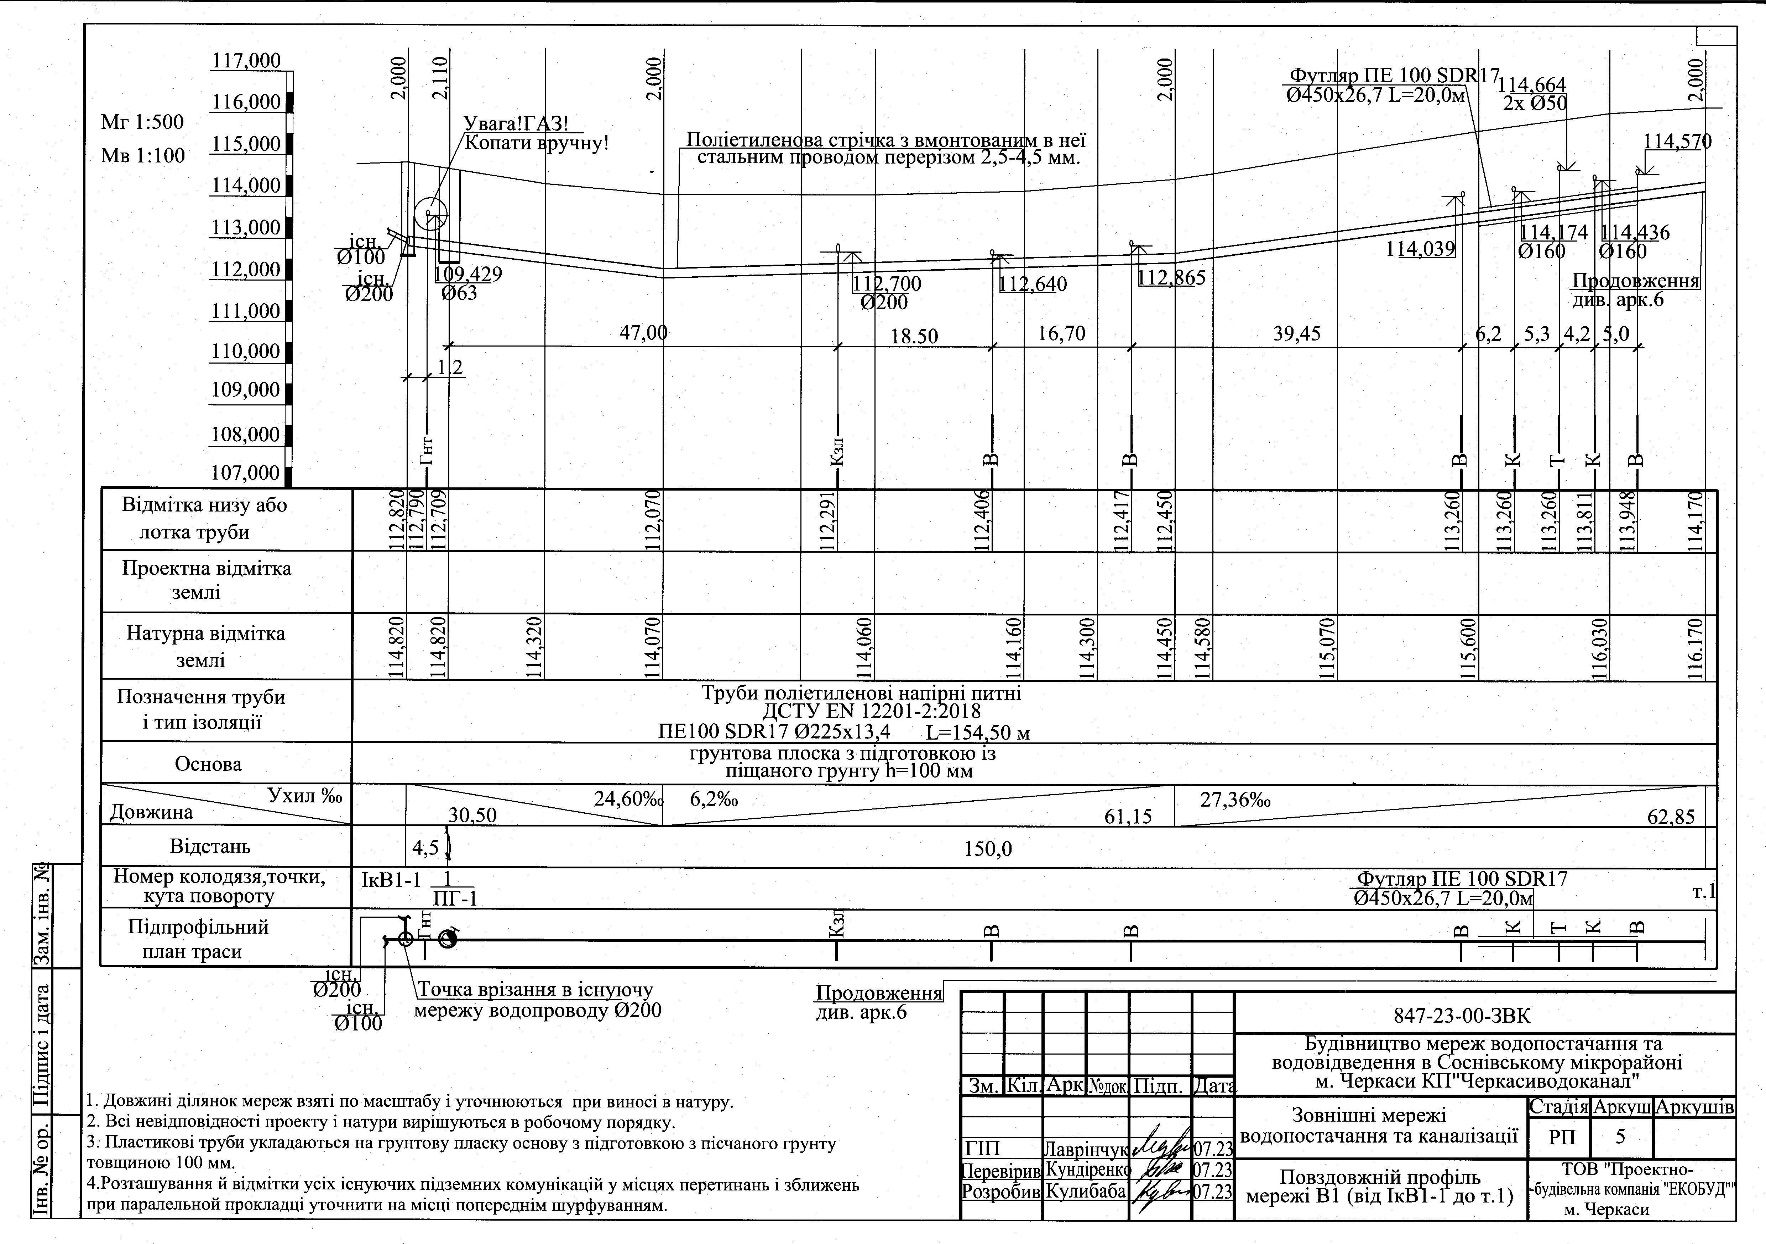 117,000
116,000
115,000
114,000
113,000
112,000
111,000
110,000
109,000
108,000
107,000
Мг 1:500
Мв 1:100
2,000
2,110
2,000
2,000
2,000
Увага!ГАЗ!
Копати вручну!
Поліетиленова стрічка з вмонтованим в неї
стальним проводом перерізом 2,5-4,5 мм.
Футляр ПЕ 100 SDR17
Ø450х26,7 L=20,0м
114,664
2х Ø50
114,570
існ.
Ø100
існ.
Ø200
109,429
Ø63
112,700
Ø200
112,640
112,865
114,039
114,174
Ø160
114,436
Ø160
Продовження
див. арк.6
47,00
18.50
16,70
39,45
6,2
5,3
4,2
5,0
1,2
Гнт
Кзл
В
В
В
К
Т
К
В
Відмітка низу або
лотка труби
112,820
112,790
112,709
112,070
112,291
112,406
112,417
112,450
113,260
113,260
113,260
113,811
113,948
114,170
Проектна відмітка
землі
Натурна відмітка
землі
114,820
114,820
114,320
114,070
114,060
114,160
114,300
114,450
114,580
115,070
115,600
116,030
116.170
Позначення труби
і тип ізоляції
Труби поліетиленові напірні питні
ДСТУ EN 12201-2:2018
ПЕ100 SDR17 Ø225х13,4 L=154,50 м
Основа
грунтова плоска з підготовкою із
піщаного грунту h=100 мм
Ухил ‰
Довжина
24,60‰
30,50
6,2‰
61,15
27,36‰
62,85
Відстань
4,5
150,0
Номер колодязя,точки,
кута повороту
ІкВ1-1
1
ПГ-1
Футляр ПЕ 100 SDR17
Ø450х26,7 L=20,0м
т.1
Підпрофільний
план траси
Гнт
Кзл
В
В
В
К
Т
К
В
існ.
Ø200
існ.
Ø100
Точка врізання в існуючу
мережу водопроводу Ø200
Продовження
див. арк.6
1. Довжині ділянок мереж взяті по масштабу і уточнюються при виносі в натуру.
2. Всі невідповідності проекту і натури вирішуються в робочому порядку.
3. Пластикові труби укладаються на грунтову пласку основу з підготовкою з пісчаного грунту
товщиною 100 мм.
4.Розташування й відмітки усіх існуючих підземних комунікацій у місцях перетинань і зближень
при паралельной прокладці уточнити на місці попереднім шурфуванням.
Зам. інв. №
Підпис і дата
Інв. № ор.
847-23-00-ЗВК
Будівництво мереж водопостачання та
водовідведення в Соснівському мікрорайоні
м. Черкаси КП"Черкасиводоканал"
Зм.
Кіл
Арк
№док
Підп.
Дата
Зовнішні мережі
водопостачання та каналізації
Стадія
Аркуш
Аркушів
РП
5
ГІП
Лаврінчук
07.23
Перевірив
Кундіренко
07.23
Розробив
Кулибаба
07.23
Повздовжній профіль
мережі В1 (від ІкВ1-1 до т.1)
ТОВ "Проектно-
-будівельна компанія "ЕКОБУД""
м. Черкаси